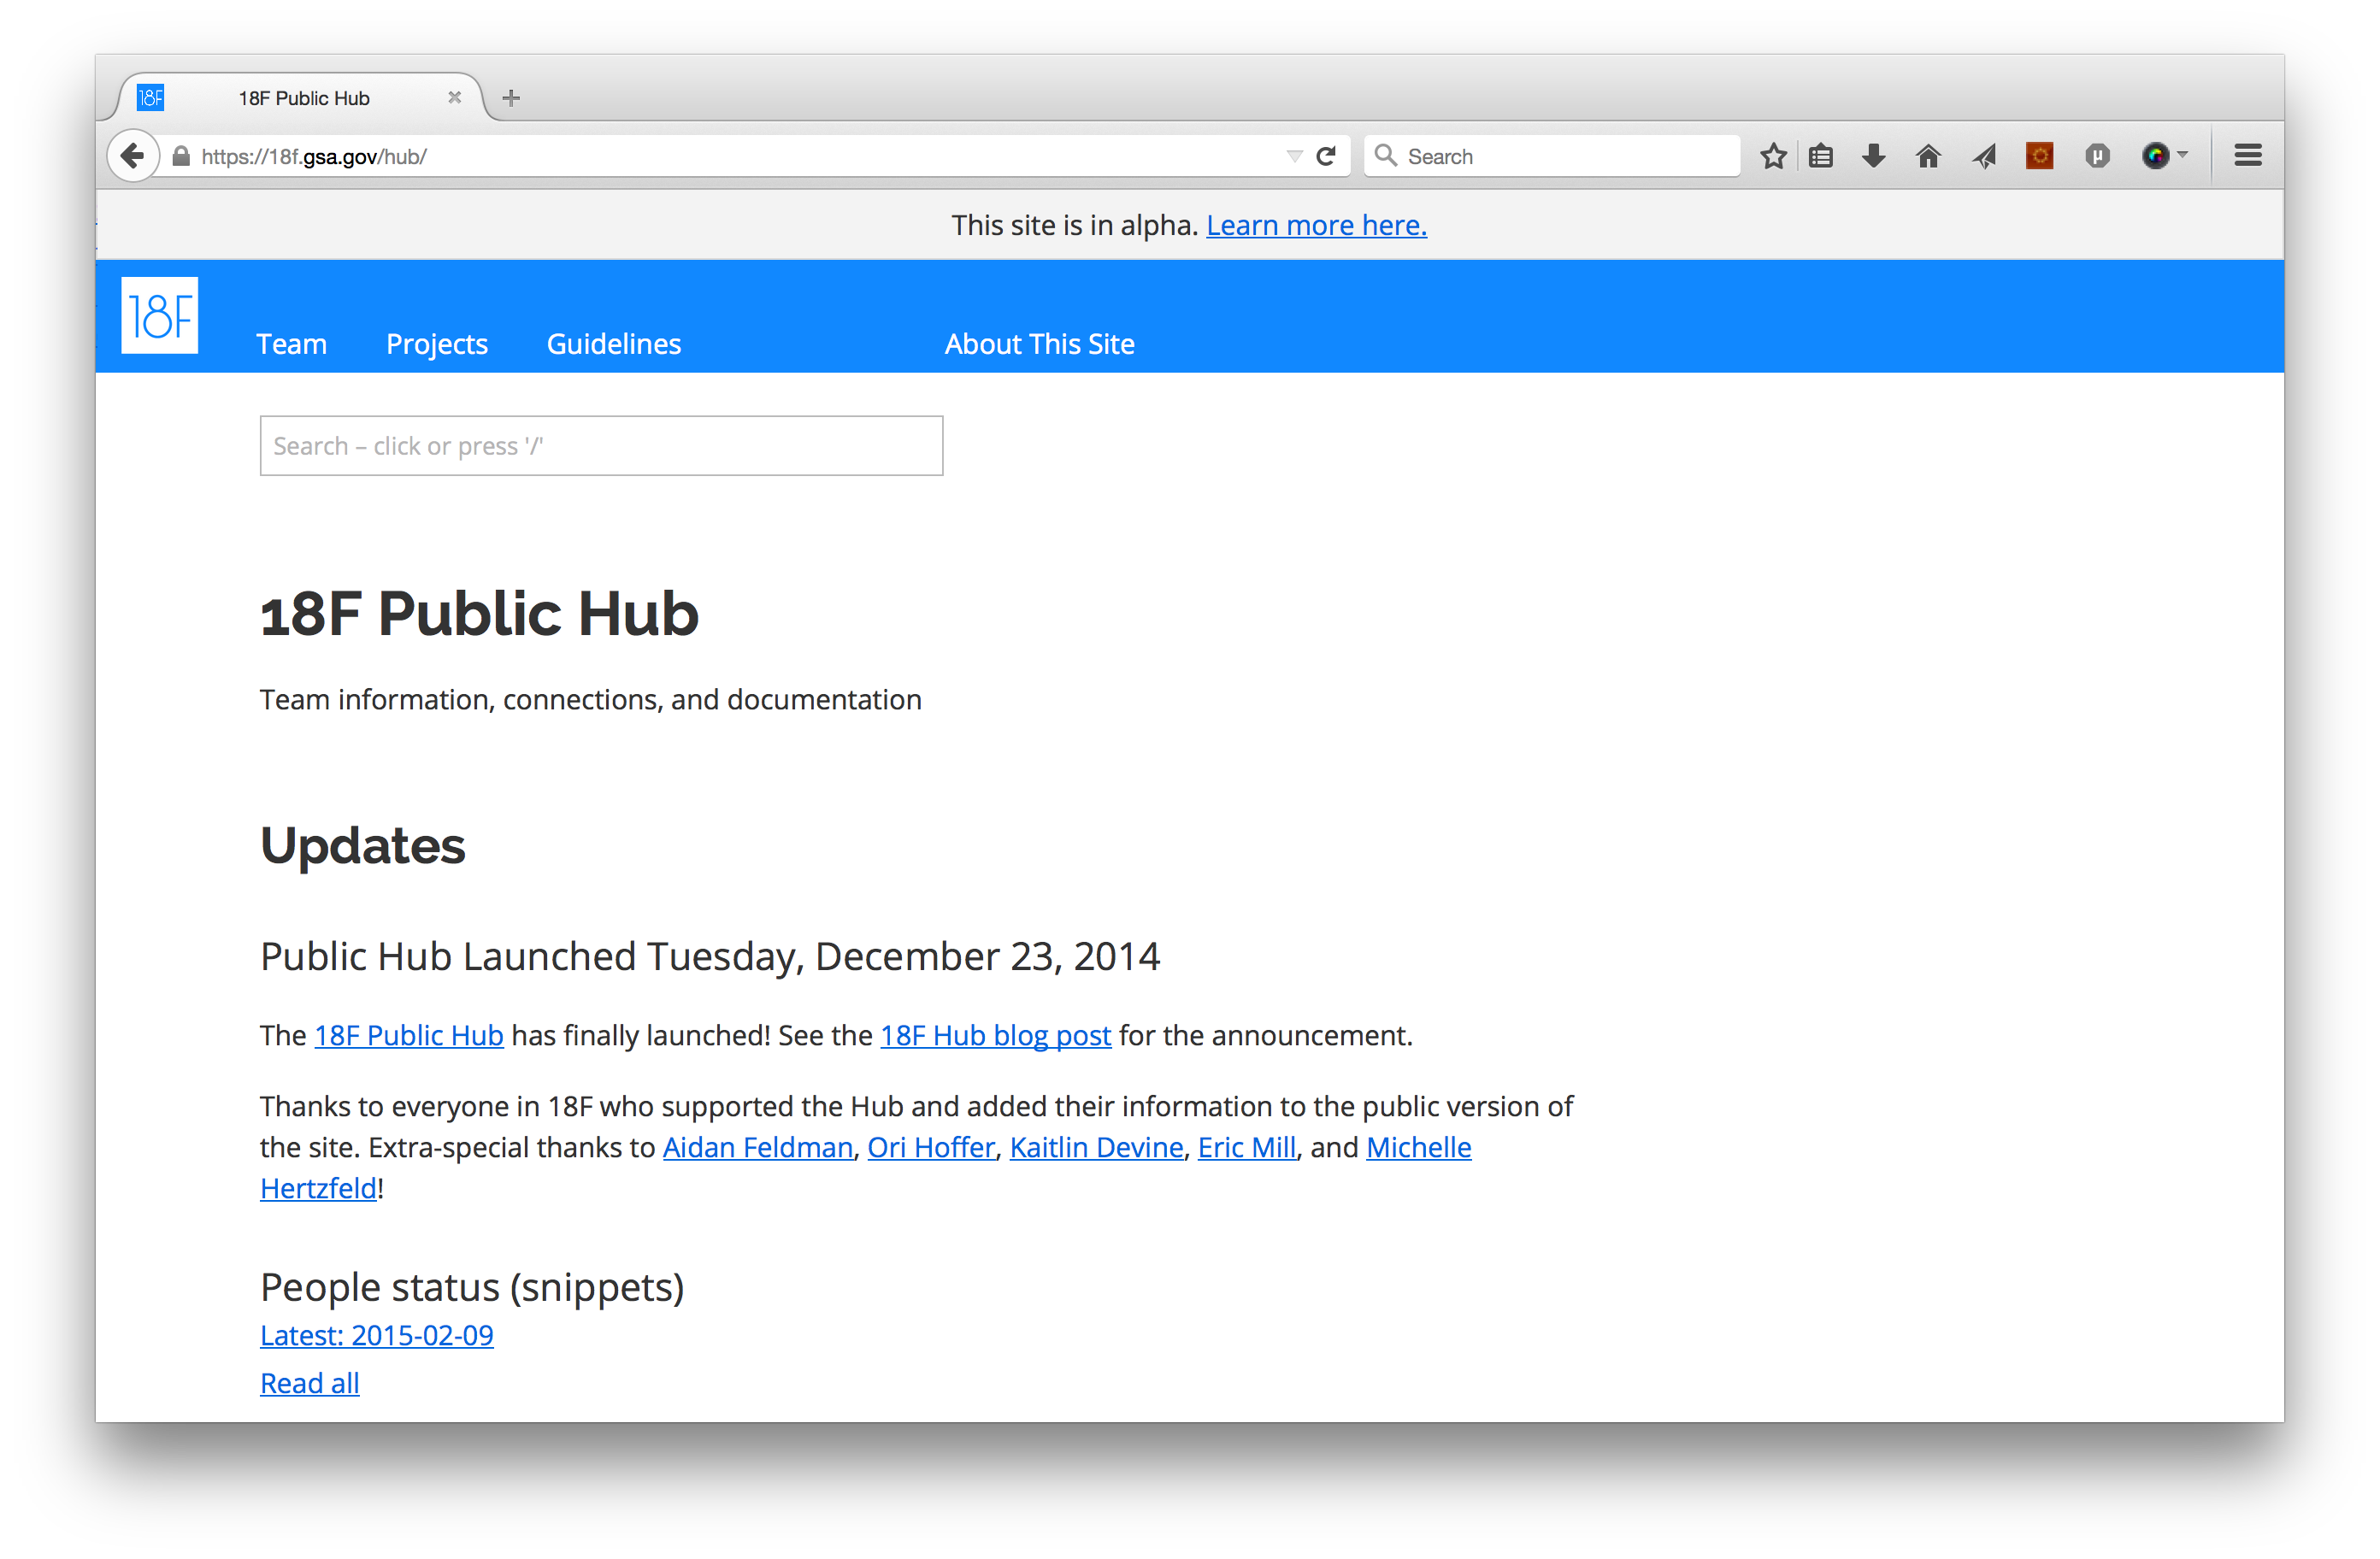 18F
18F Public Hub
https://18f.gsa.gov/hub/
Search
µ
This site is in alpha. Learn more here.
18F
Team Projects Guidelines About This Site
Search – click or press '/'
18F Public Hub
Team information, connections, and documentation
Updates
Public Hub Launched Tuesday, December 23, 2014
The 18F Public Hub has finally launched! See the 18F Hub blog post for the announcement.
Thanks to everyone in 18F who supported the Hub and added their information to the public version of
the site. Extra-special thanks to Aidan Feldman, Ori Hoffer, Kaitlin Devine, Eric Mill, and Michelle
Hertzfeld!
People status (snippets)
Latest: 2015-02-09
Read all